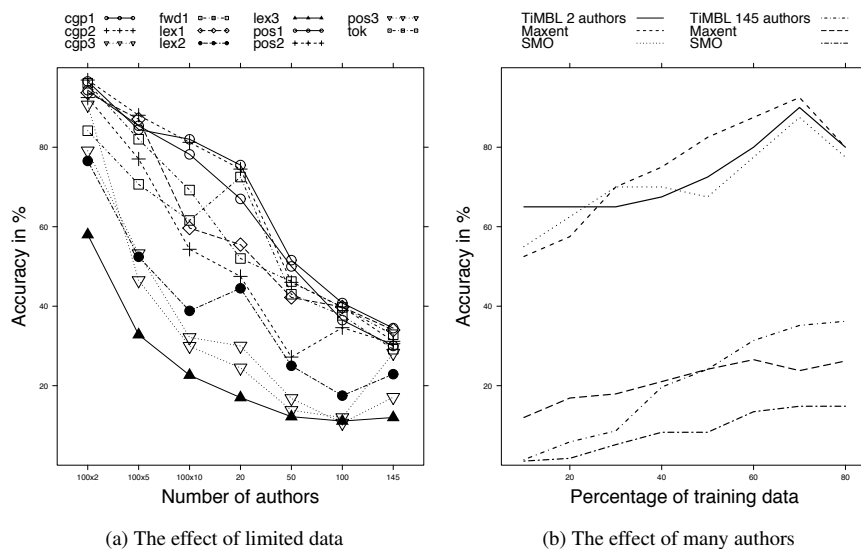 cgp1 fwd1 lex3 pos3
cgp2 lex1 pos1 tok
cgp3 lex2 pos2
Accuracy in %
80
60
40
20
100x2 100x5 100x10 20 50 100 145
Number of authors
(a) The effect of limited data
TiMBL 2 authors TiMBL 145 authors
Maxent Maxent
SMO SMO
Accuracy in %
80
60
40
20
20 40 60 80
Percentage of training data
(b) The effect of many authors